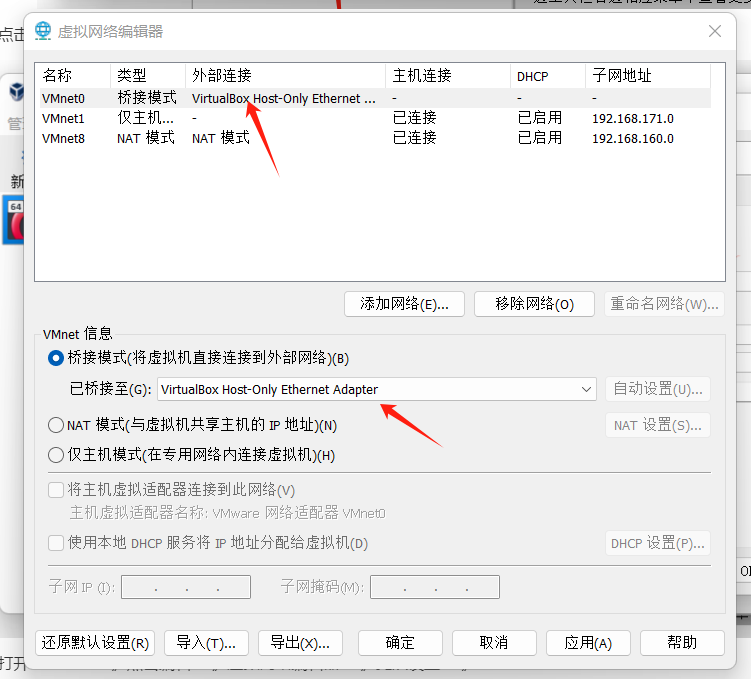 点击
虚拟网络编辑器
名称 类型 外部连接 主机连接 DHCP 子网地址
VMnet0 桥接模式 VirtualBox Host-Only Ethernet ... - - -
VMnet1 仅主机... - 已连接 已启用 192.168.171.0
VMnet8 NAT 模式 NAT 模式 已连接 已启用 192.168.160.0
管
新
64
添加网络(E)... 移除网络(O) 重命名网络(W)...
VMnet 信息
桥接模式(将虚拟机直接连接到外部网络)(B)
已桥接至(G): VirtualBox Host-Only Ethernet Adapter 自动设置(U)...
NAT 模式(与虚拟机共享主机的 IP 地址)(N) NAT 设置(S)...
仅主机模式(在专用网络内连接虚拟机)(H)
将主机虚拟适配器连接到此网络(V)
主机虚拟适配器名称: VMware 网络适配器 VMnet0
使用本地 DHCP 服务将 IP 地址分配给虚拟机(D) DHCP 设置(P)...
子网 IP (I): . . . 子网掩码(M): . . .
还原默认设置(R) 导入(T)... 导出(X)... 确定 取消 应用(A) 帮助
打开